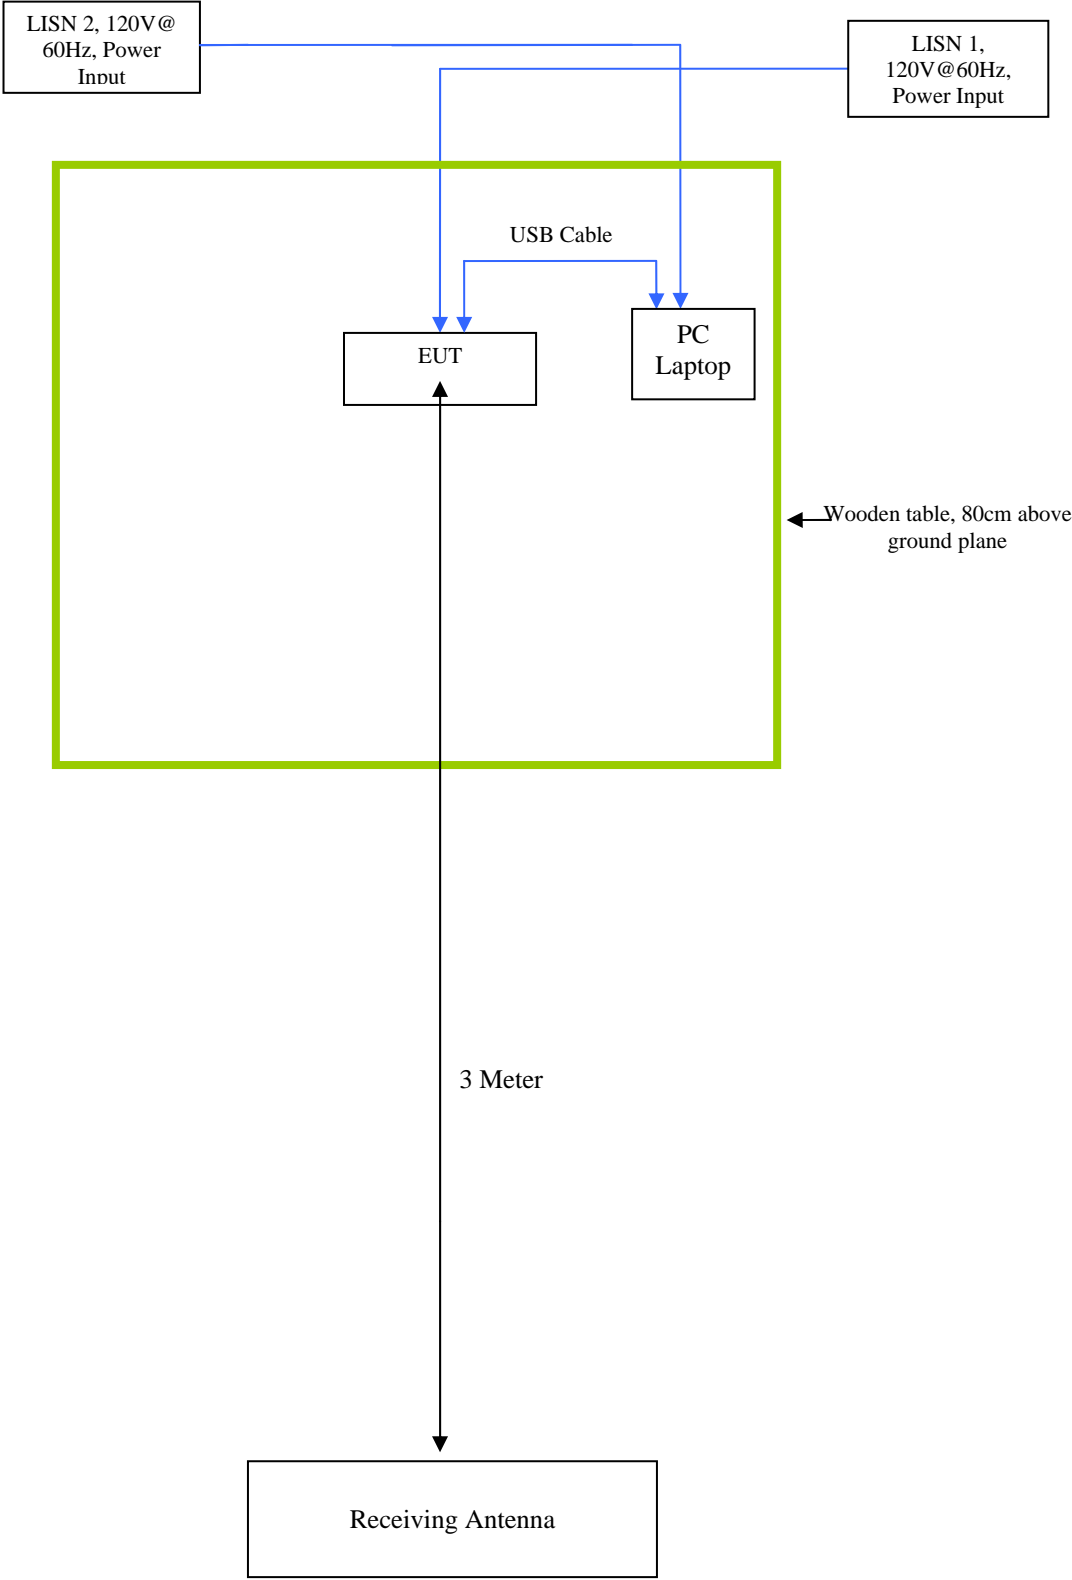 LISN 2, 120V@
60Hz, Power
Input
LISN 1,
120V@60Hz,
Power Input
USB Cable
PC
Laptop
EUT
Wooden table, 80cm above
ground plane
3 Meter
Receiving Antenna